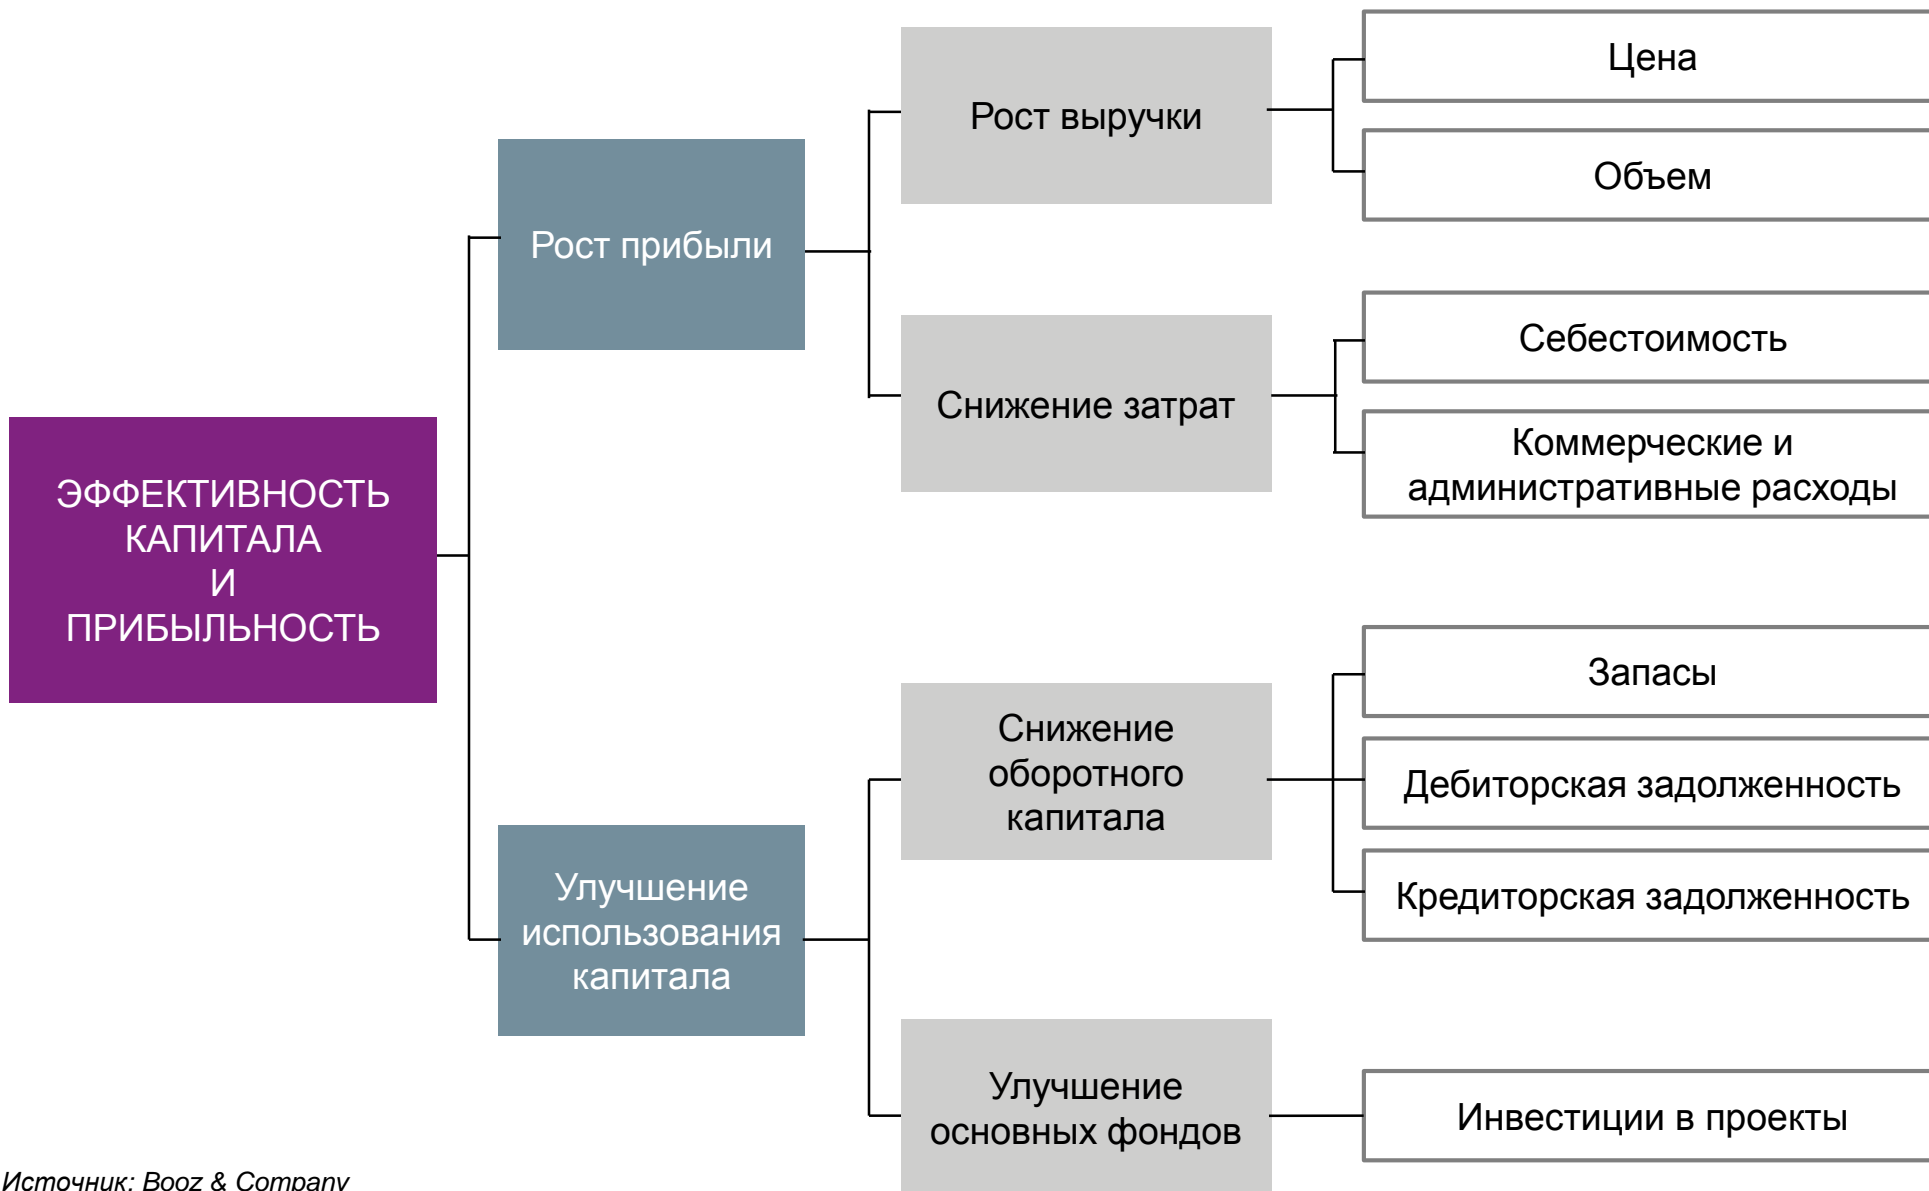 Цена
Рост выручки
Объем
Рост прибыли
Себестоимость
Снижение затрат
Коммерческие и
административные расходы
ЭФФЕКТИВНОСТЬ
КАПИТАЛА
И
ПРИБЫЛЬНОСТЬ
Запасы
Снижение
оборотного
капитала
Дебиторская задолженность
Кредиторская задолженность
Улучшение
использования
капитала
Улучшение
основных фондов
Инвестиции в проекты
Источник: Booz & Company